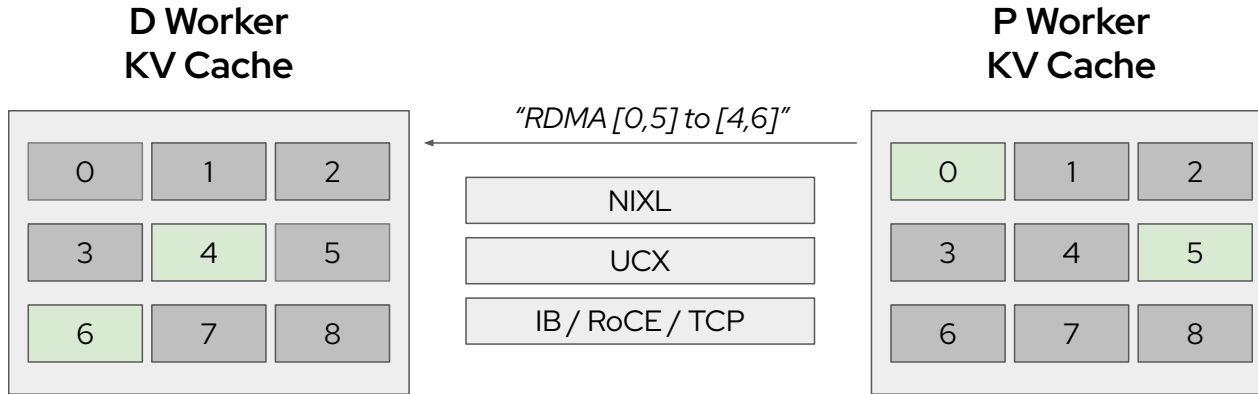 D Worker
KV Cache
P Worker
KV Cache
“RDMA [0,5] to [4,6]”
0 1 2
3 4 5
6 7 8
NIXL
UCX
IB / RoCE / TCP
0 1 2
3 4 5
6 7 8